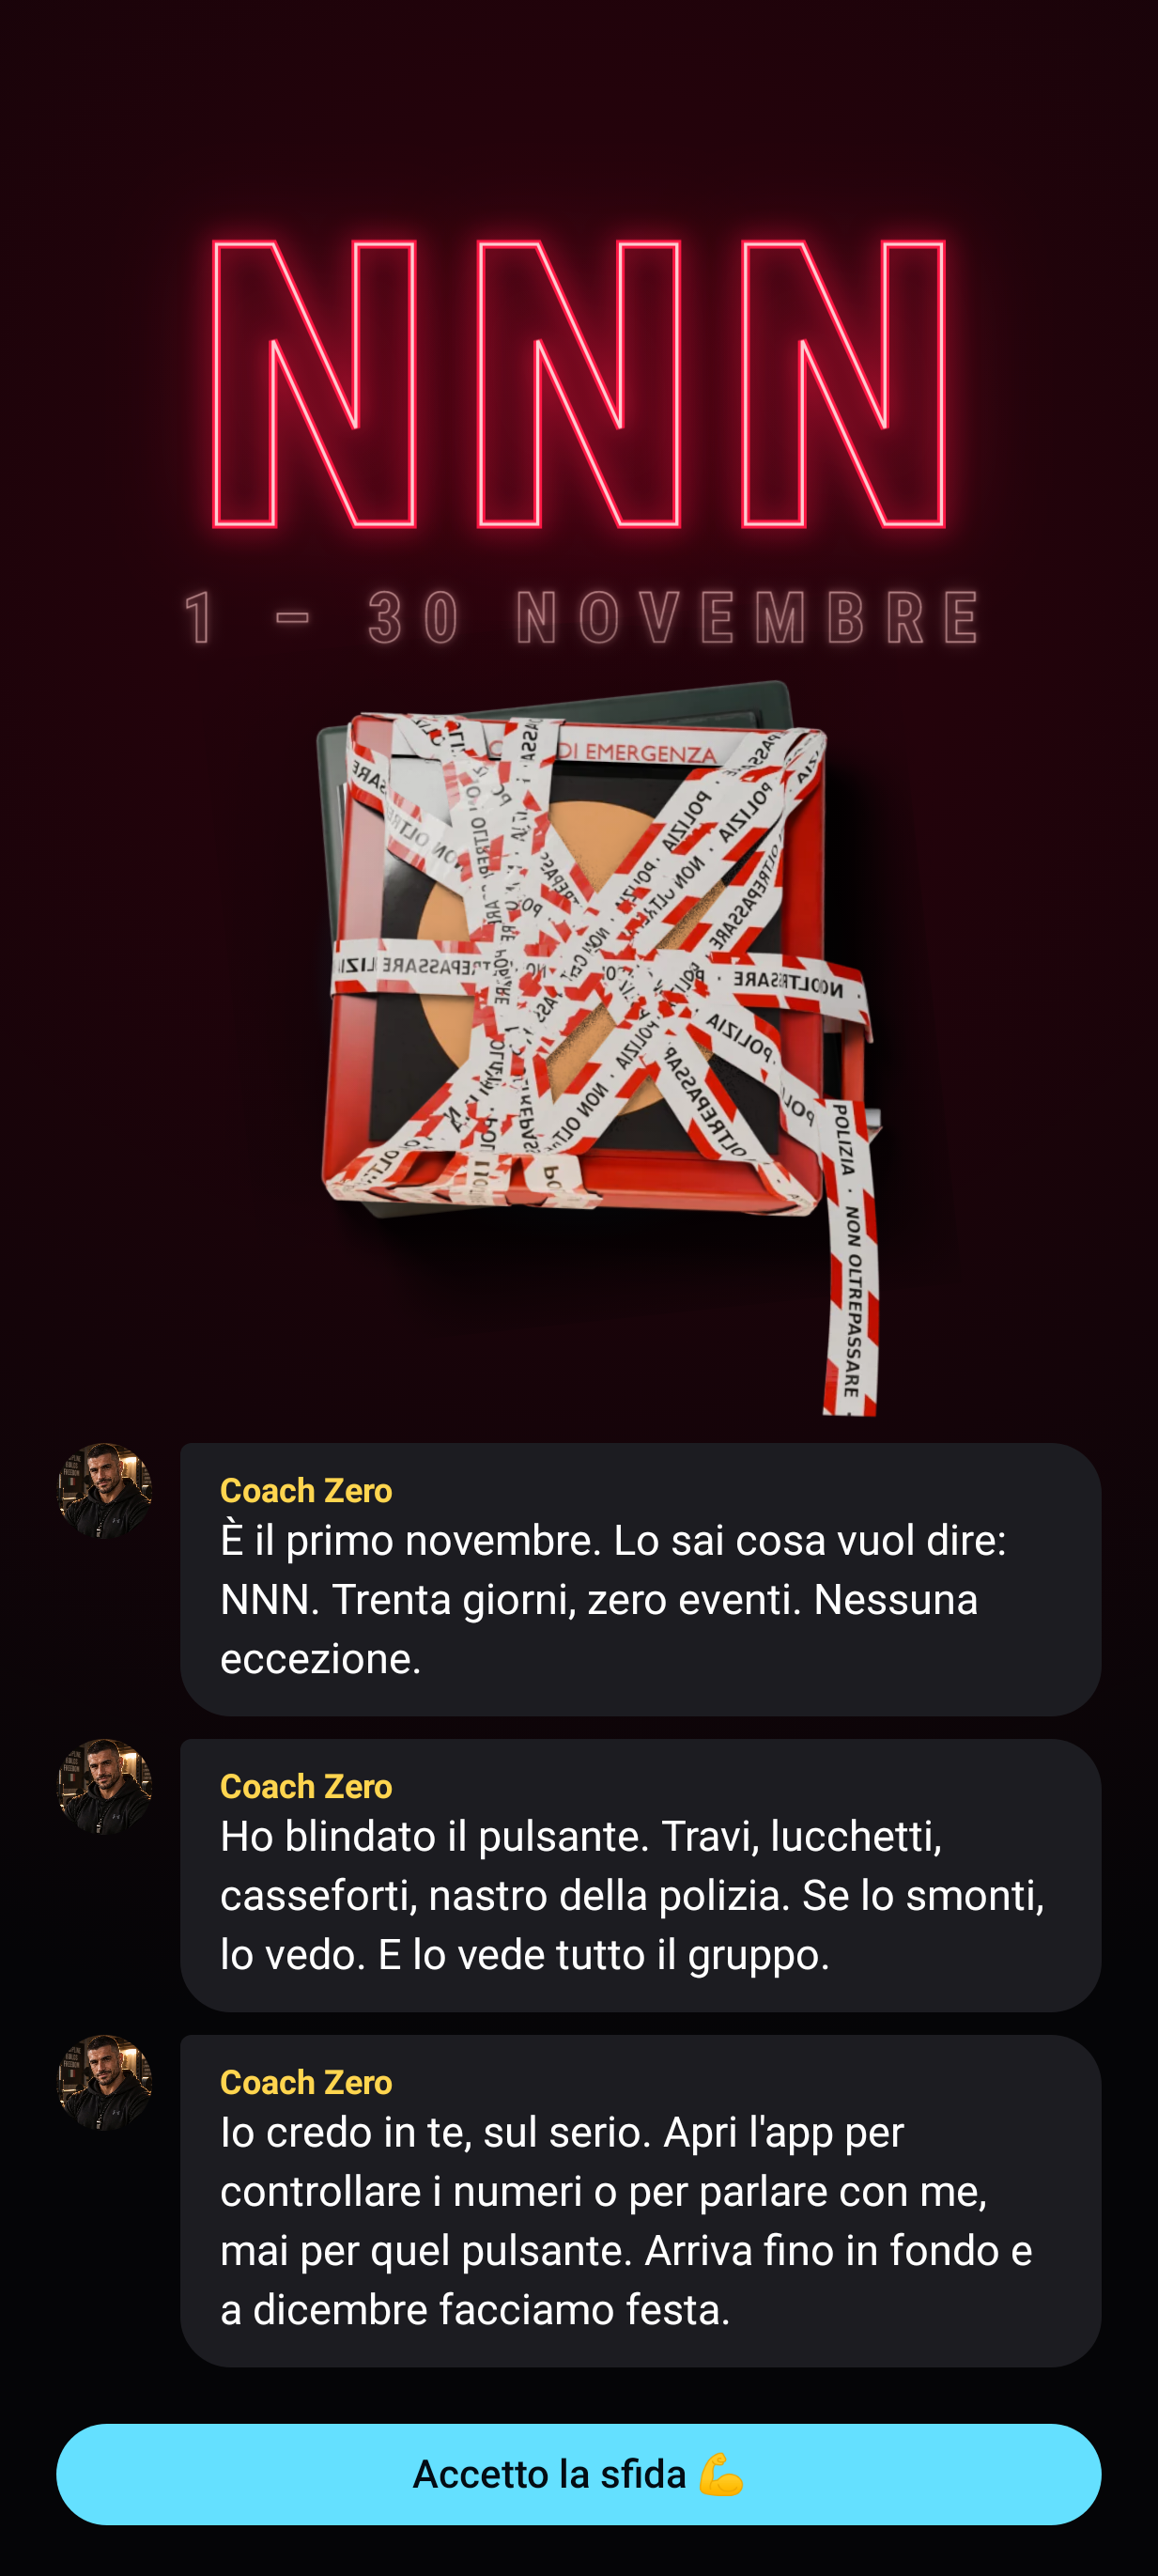 NNN
1 – 30 NOVEMBRE
DI EMERGENZA
POLIZIA · NON OLTREPASSARE ·
Coach Zero
È il primo novembre. Lo sai cosa vuol dire:
NNN. Trenta giorni, zero eventi. Nessuna
eccezione.
Coach Zero
Ho blindato il pulsante. Travi, lucchetti,
casseforti, nastro della polizia. Se lo smonti,
lo vedo. E lo vede tutto il gruppo.
Coach Zero
Io credo in te, sul serio. Apri l'app per
controllare i numeri o per parlare con me,
mai per quel pulsante. Arriva fino in fondo e
a dicembre facciamo festa.
Accetto la sfida 💪